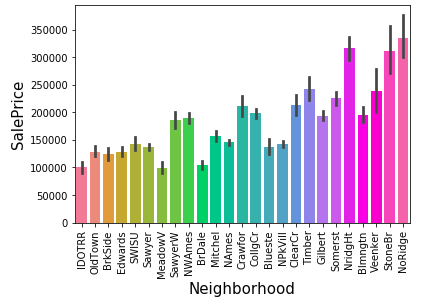 SalePrice
350000
300000
250000
200000
150000
100000
50000
0
IDOTRR
OldTown
BrkSide
Edwards
SWISU
Sawyer
MeadowV
SawyerW
NWAmes
BrDale
Mitchel
NAmes
Crawfor
CollgCr
Blueste
NPkVill
ClearCr
Timber
Gilbert
Somerst
NridgHt
Blmngtn
Veenker
StoneBr
NoRidge
Neighborhood